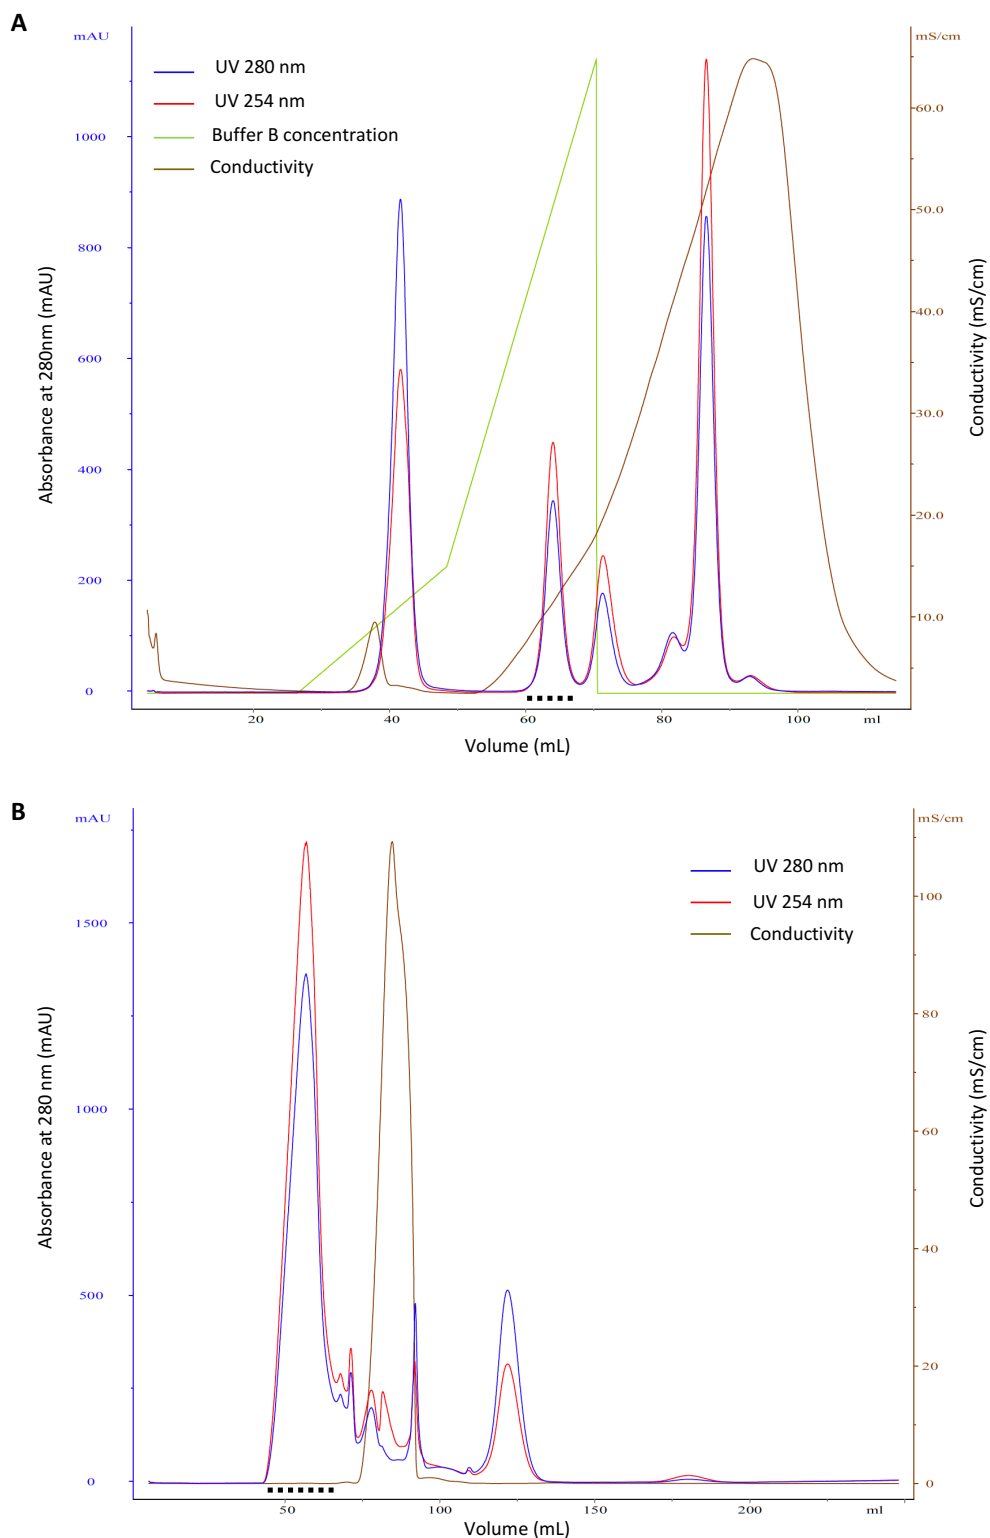 A
mAU
mS/cm
UV 280 nm
UV 254 nm
Buffer B concentration
Conductivity
1000
800
600
400
200
0
60.0
50.0
40.0
30.0
20.0
10.0
Absorbance at 280nm (mAU)
Conductivity (mS/cm)
20
40
60
80
100
ml
Volume (mL)
B
mAU
mS/cm
UV 280 nm
UV 254 nm
Conductivity
1500
1000
500
0
100
80
60
40
20
0
Absorbance at 280 nm (mAU)
Conductivity (mS/cm)
50
100
150
200
ml
Volume (mL)